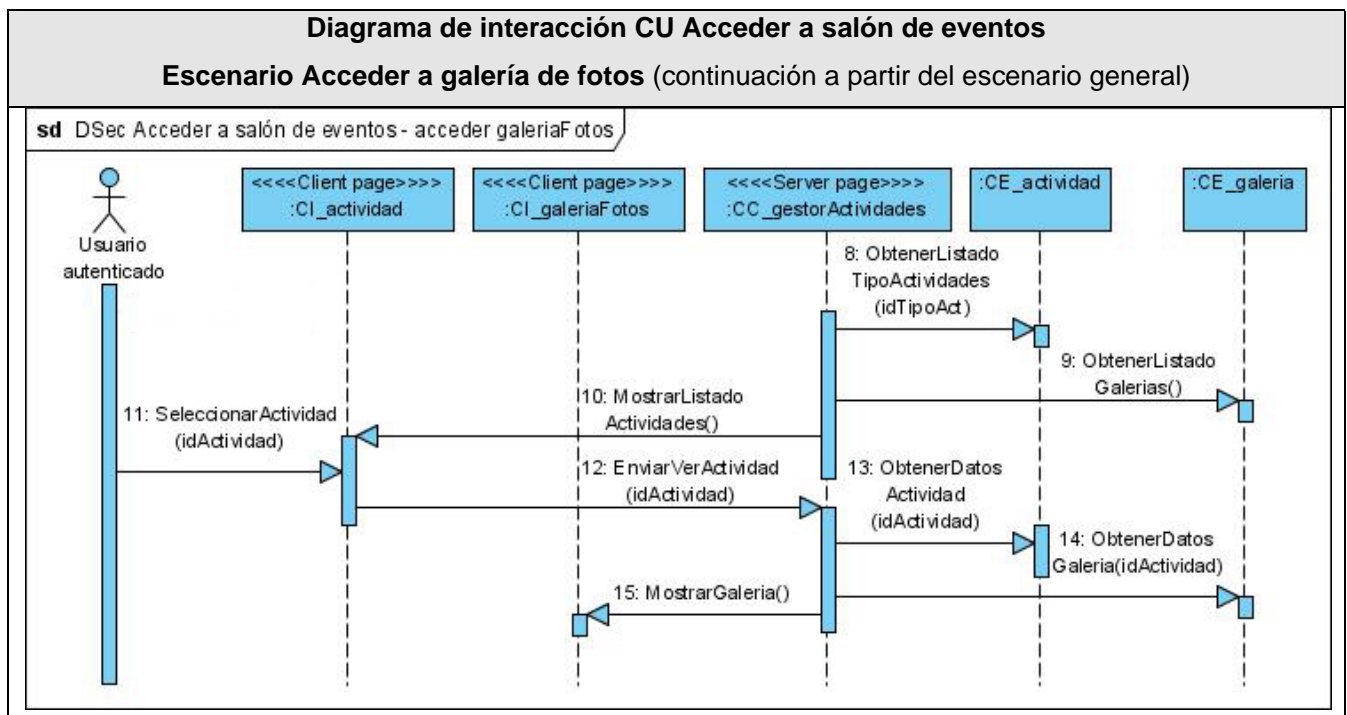 Diagrama de interacción CU Acceder a salón de eventos
Escenario Acceder a galería de fotos (continuación a partir del escenario general)
sd DSec Acceder a salón de eventos - acceder galeriaFotos
<<<<Client page>>>>
:CI_actividad
<<<<Client page>>>>
:CI_galeriaFotos
<<<<Server page>>>>
:CC_gestorActividades
:CE_actividad
:CE_galeria
Usuario
autenticado
8: ObtenerListado
TipoActividades
(idTipoAct)
9: ObtenerListado
Galerias()
10: MostrarListado
Actividades()
11: SeleccionarActividad
(idActividad)
12: EnviarVerActividad
(idActividad)
13: ObtenerDatos
Actividad
(idActividad)
14: ObtenerDatos
Galeria(idActividad)
15: MostrarGaleria()